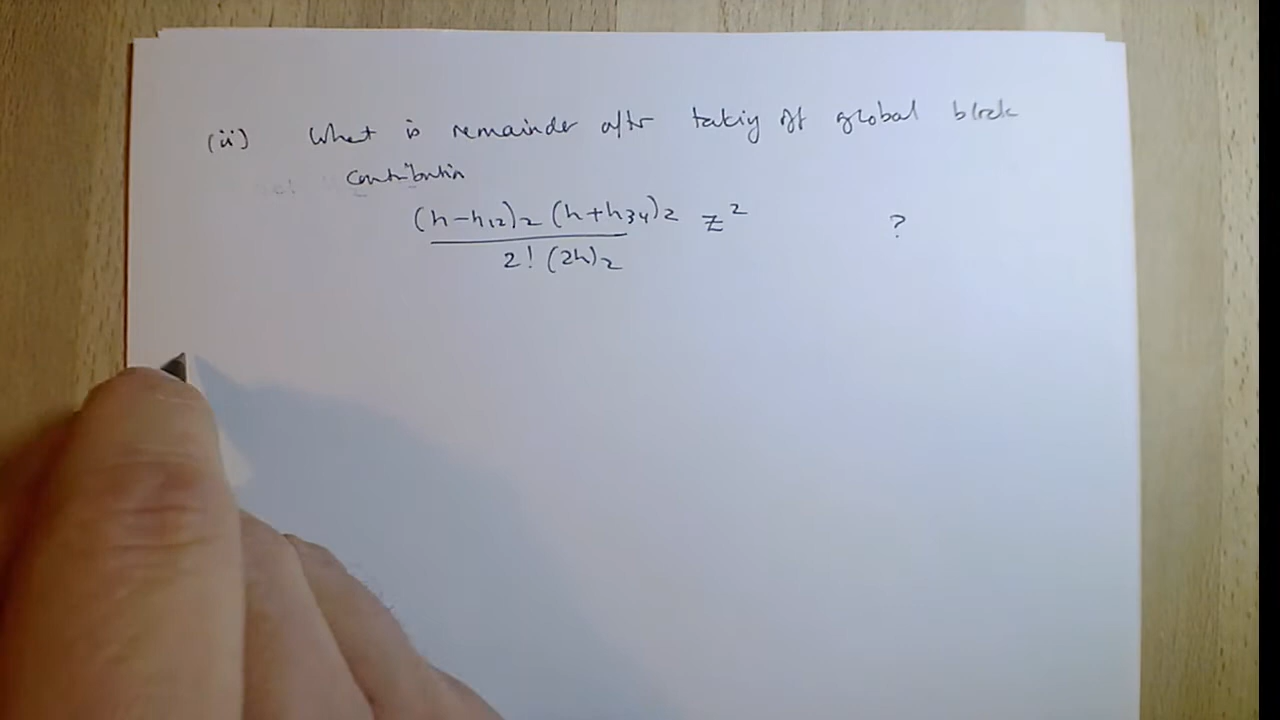 (ii) What is remainder after taking off global block
contribution
(h-h₁₂)₂ (h+h₃₄)₂ z² ?
2! (2h)₂